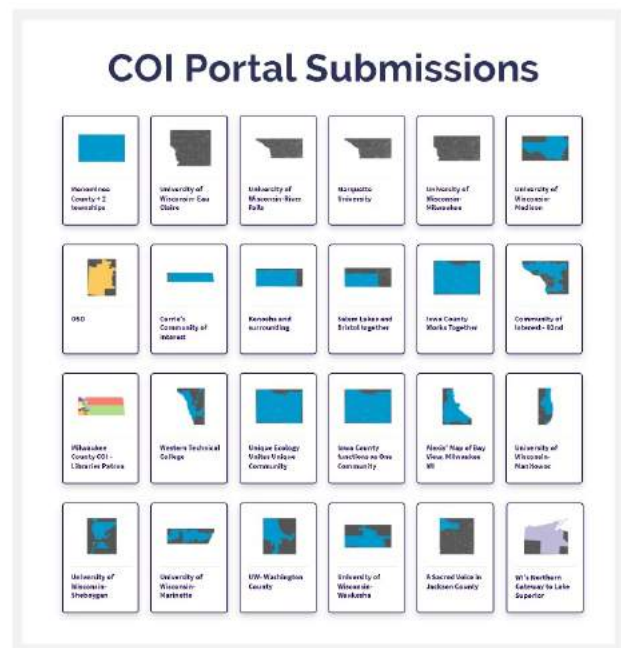 COI Portal Submissions
Menominee
County + 2
townships
University of
Wisconsin-Eau
Claire
University of
Wisconsin-River
Falls
Marquette
University
University of
Wisconsin-
Milwaukee
University of
Wisconsin-
Madison
OSD
Carrie's
Community of
Interest
Kenosha and
surrounding
Salem Lakes and
Bristol together
Iowa County
Works Together
Community of
Interest - 92nd
Milwaukee
County COI -
Libraries Patron
Western Technical
College
Unique Ecology
Unites Unique
Community
Iowa County
functions as One
Community
Alexis' Map of Bay
View, Milwaukee
WI
University of
Wisconsin-
Manitowoc
University of
Wisconsin-
Sheboygan
University of
Wisconsin-
Marinette
UW-Washington
County
University of
Wisconsin-
Waukesha
A Sacred Voice in
Jackson County
WI's Northern
Gateway to Lake
Superior